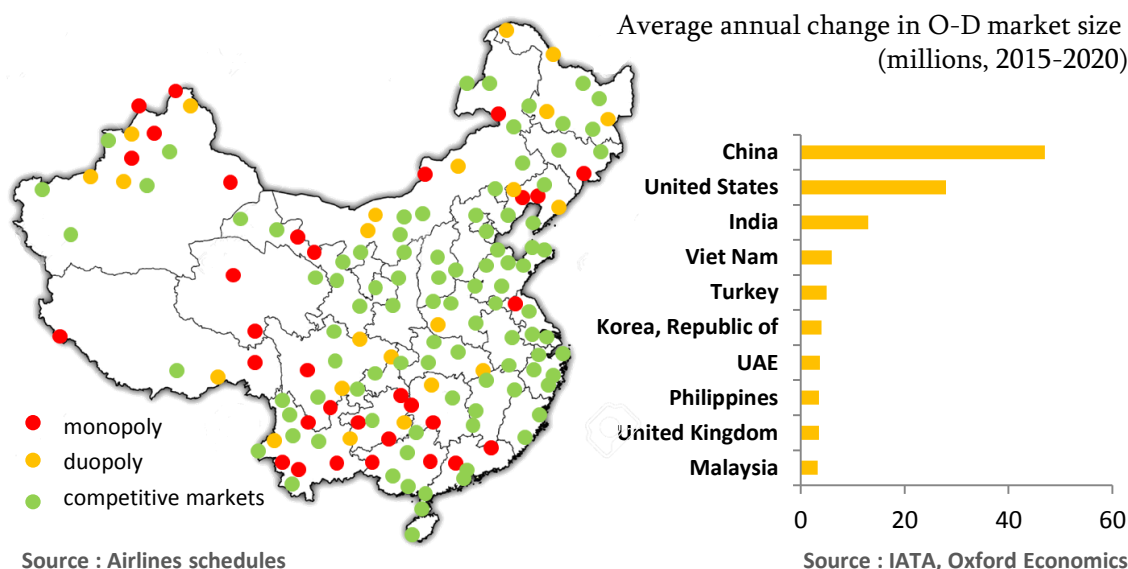 Average annual change in O-D market size
(millions, 2015-2020)
China
United States
India
Viet Nam
Turkey
Korea, Republic of
UAE
Philippines
United Kingdom
Malaysia
0 20 40 60
monopoly
duopoly
competitive markets
Source : Airlines schedules
Source : IATA, Oxford Economics